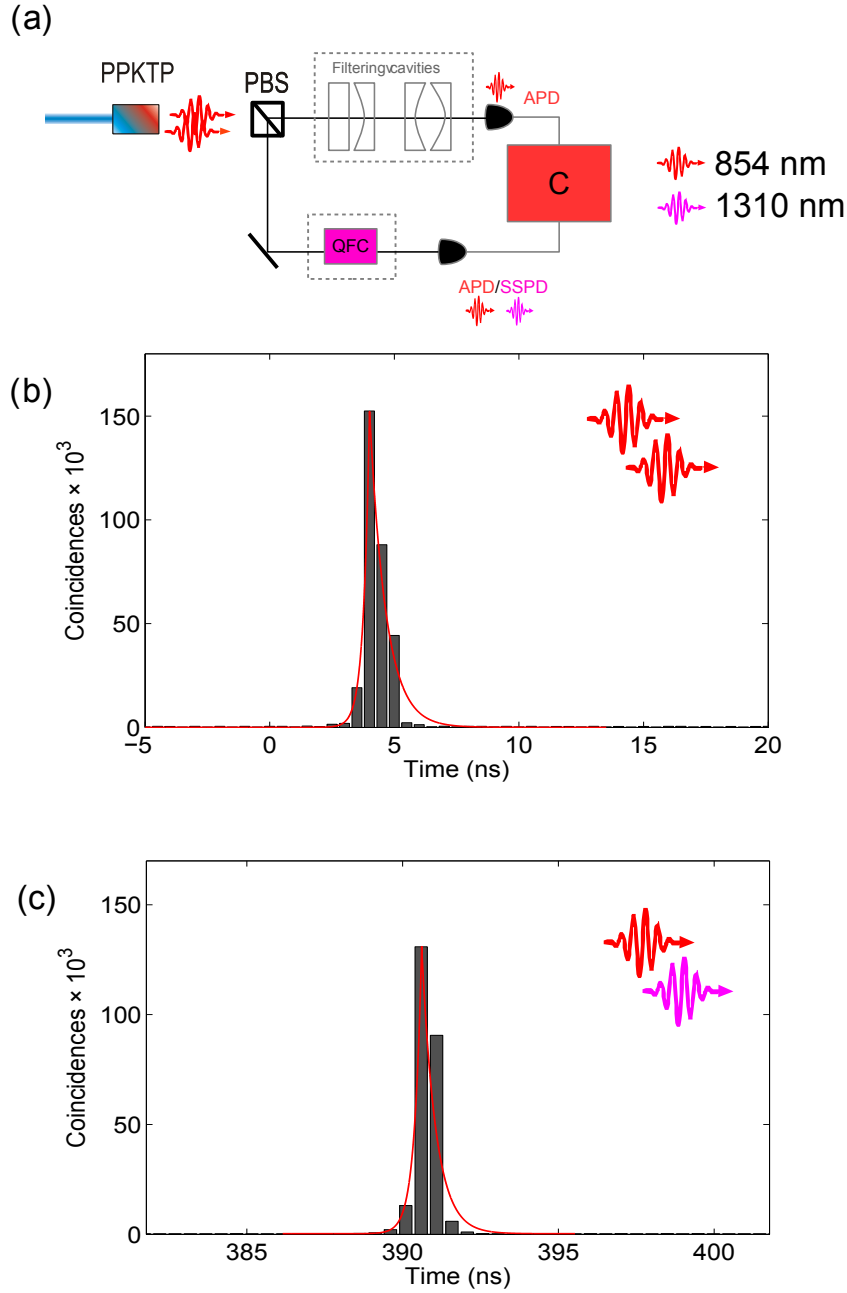 (a)
PPKTP
PBS
Filteringvcavities
APD
C
854 nm
1310 nm
QFC
APD/SSPD
(b)
Coincidences × 10³
150
100
50
0
−5 0 5 10 15 20
Time (ns)
(c)
Coincidences × 10³
150
100
50
0
385 390 395 400
Time (ns)